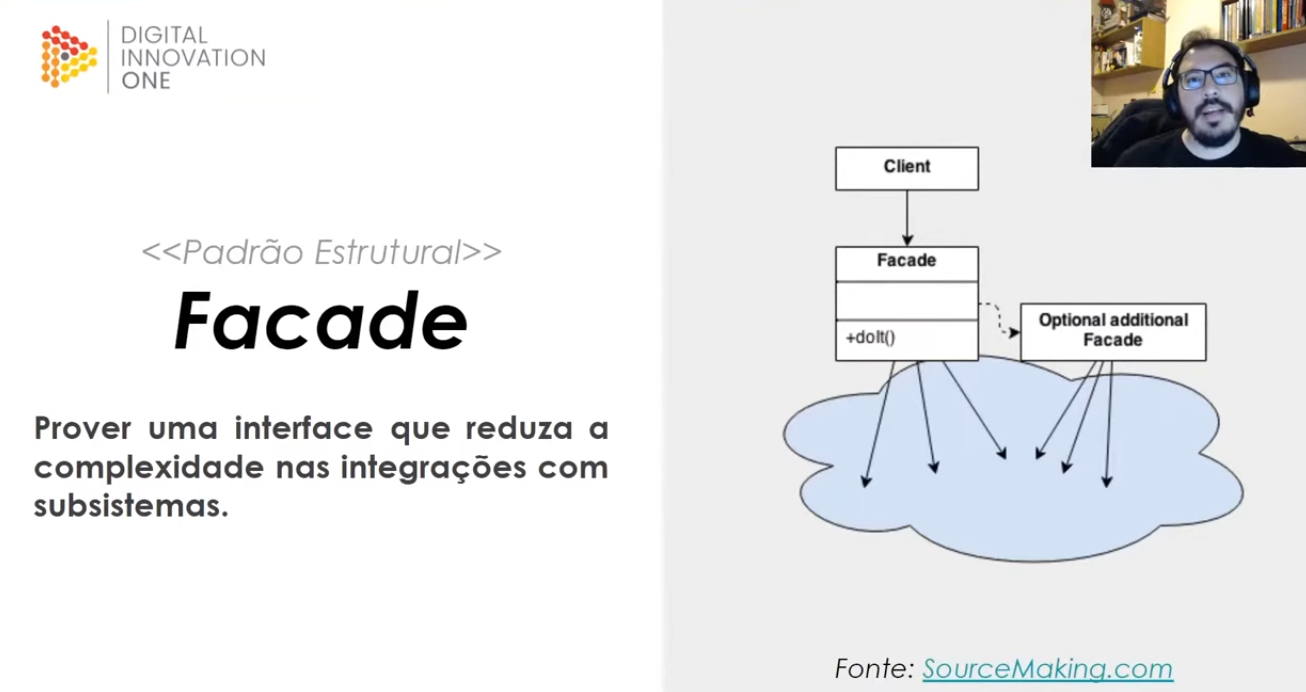 DIGITAL
INNOVATION
ONE
<<Padrão Estrutural>>
Facade
Prover uma interface que reduza a
complexidade nas integrações com
subsistemas.
Client
Facade
+doIt()
Optional additional
Facade
Fonte: SourceMaking.com